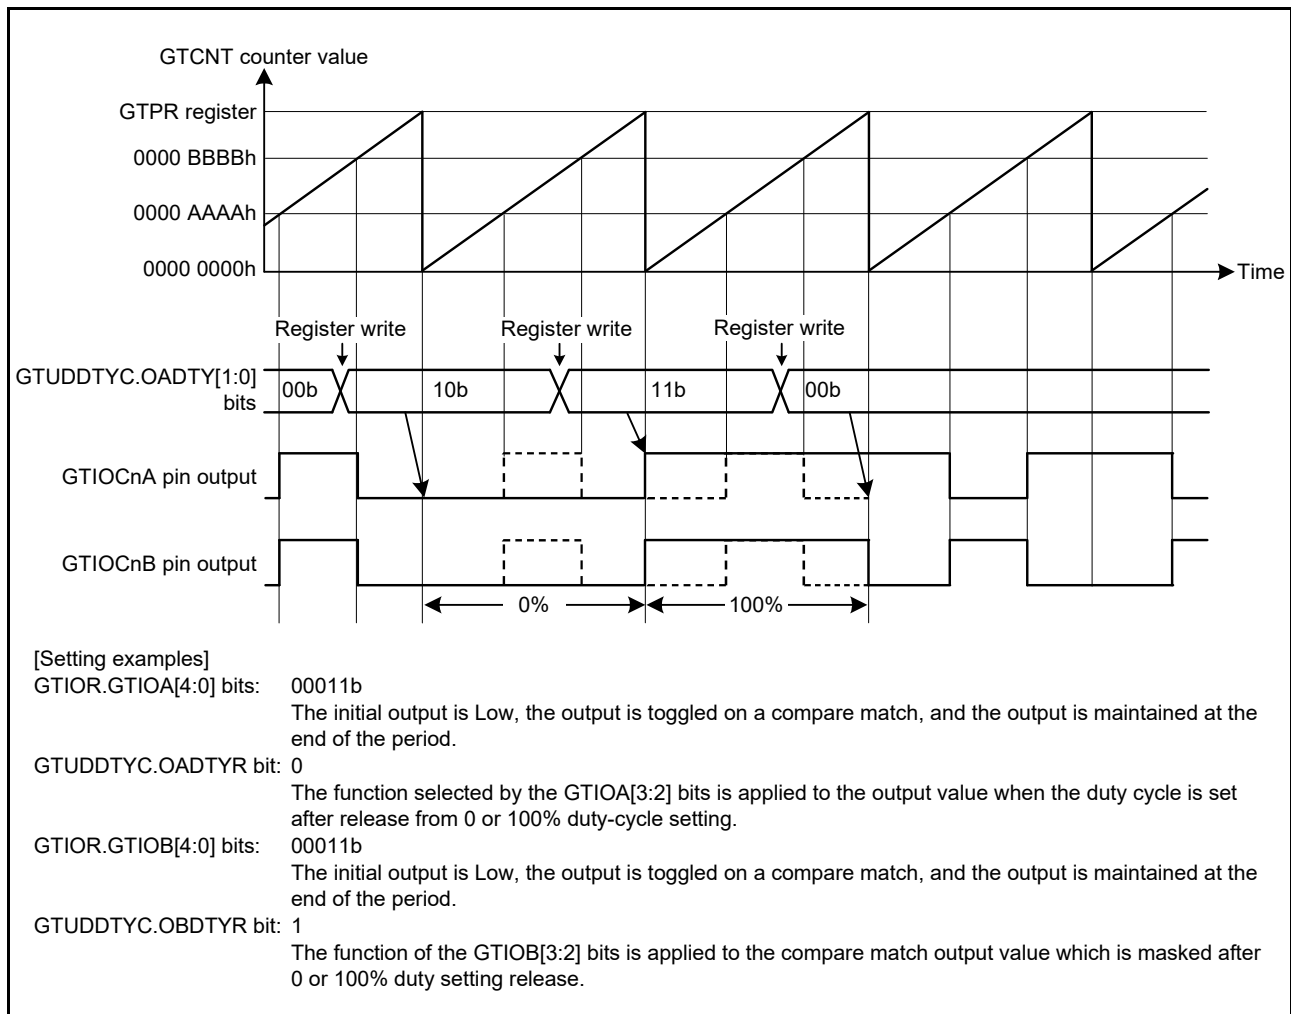 GTCNT counter value
GTPR register
0000 BBBBh
0000 AAAAh
0000 0000h
Time
Register write
Register write
Register write
GTUDDTYC.OADTY[1:0]
bits
00b
10b
11b
00b
GTIOCnA pin output
GTIOCnB pin output
0%
100%
[Setting examples]
GTIOR.GTIOA[4:0] bits: 00011b
The initial output is Low, the output is toggled on a compare match, and the output is maintained at the
end of the period.
GTUDDTYC.OADTYR bit: 0
The function selected by the GTIOA[3:2] bits is applied to the output value when the duty cycle is set
after release from 0 or 100% duty-cycle setting.
GTIOR.GTIOB[4:0] bits: 00011b
The initial output is Low, the output is toggled on a compare match, and the output is maintained at the
end of the period.
GTUDDTYC.OBDTYR bit: 1
The function of the GTIOB[3:2] bits is applied to the compare match output value which is masked after
0 or 100% duty setting release.